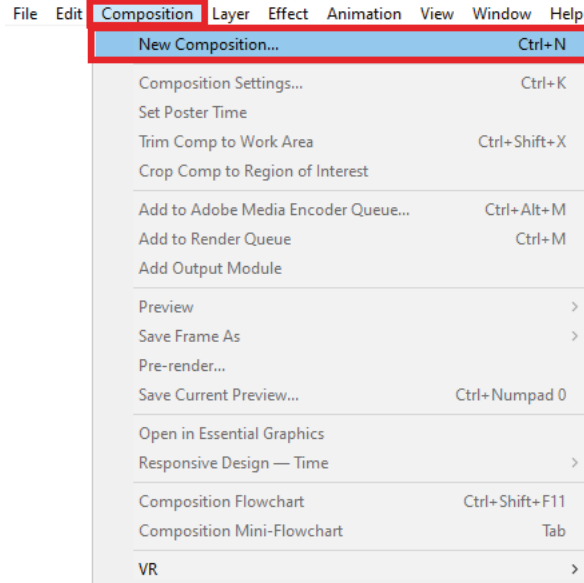 File Edit Composition Layer Effect Animation View Window Help
New Composition... Ctrl+N
Composition Settings... Ctrl+K
Set Poster Time
Trim Comp to Work Area Ctrl+Shift+X
Crop Comp to Region of Interest
Add to Adobe Media Encoder Queue... Ctrl+Alt+M
Add to Render Queue Ctrl+M
Add Output Module
Preview >
Save Frame As >
Pre-render...
Save Current Preview... Ctrl+Numpad 0
Open in Essential Graphics
Responsive Design — Time >
Composition Flowchart Ctrl+Shift+F11
Composition Mini-Flowchart Tab
VR >